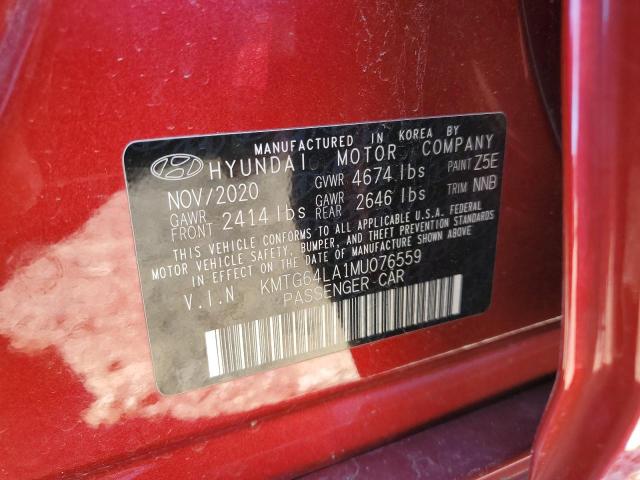 MANUFACTURED IN KOREA BY
HYUNDAI MOTOR COMPANY
NOV/2020 GVWR 4674 lbs PAINT Z5E
GAWR FRONT 2414 lbs GAWR REAR 2646 lbs TRIM NNB
THIS VEHICLE CONFORMS TO ALL APPLICABLE U.S.A. FEDERAL
MOTOR VEHICLE SAFETY, BUMPER, AND THEFT PREVENTION STANDARDS
IN EFFECT ON THE DATE OF MANUFACTURE SHOWN ABOVE.
V.I.N KMTG64LA1MU076559
PASSENGER CAR